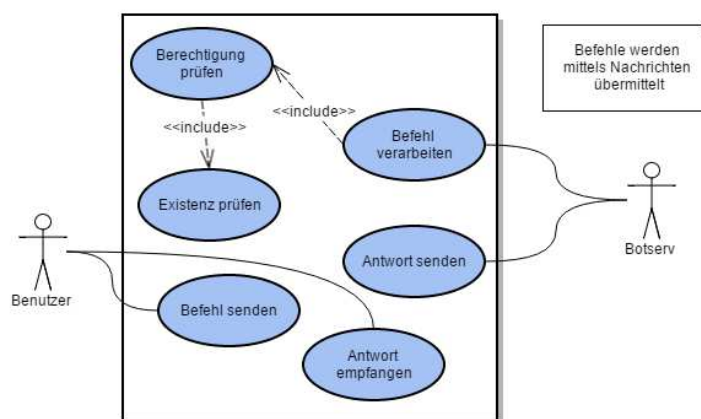 Berechtigung
prüfen
Befehle werden
mittels Nachrichten
übermittelt
<<include>>
<<include>>
Befehl
verarbeiten
Existenz prüfen
Botserv
Antwort senden
Benutzer
Befehl senden
Antwort
empfangen